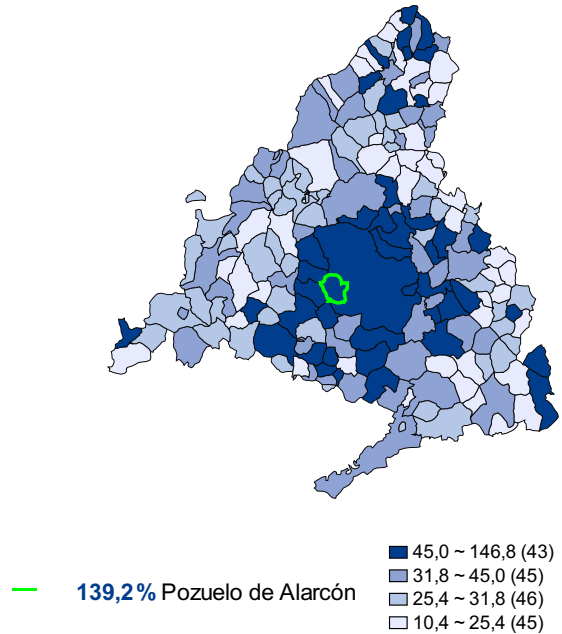 45,0 ~ 146,8 (43)
31,8 ~ 45,0 (45)
25,4 ~ 31,8 (46)
10,4 ~ 25,4 (45)
139,2% Pozuelo de Alarcón